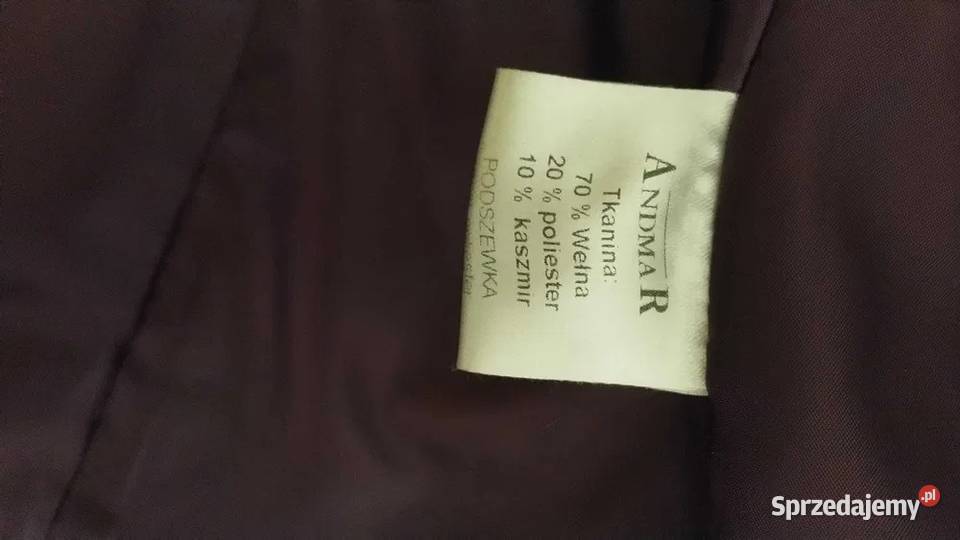 ANDMAR
Tkanina:
70 % Wełna
20 % poliester
10 % kaszmir
PODSZEWKA
Sprzedajemy.pl